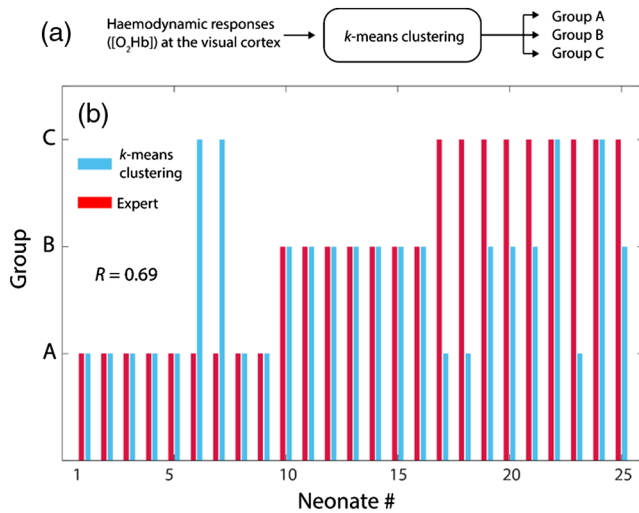 (a)
Haemodynamic responses
([O₂Hb]) at the visual cortex
k-means clustering
Group A
Group B
Group C
(b)
C
k-means
clustering
Expert
B
R = 0.69
A
Group
1 5 10 15 20 25
Neonate #